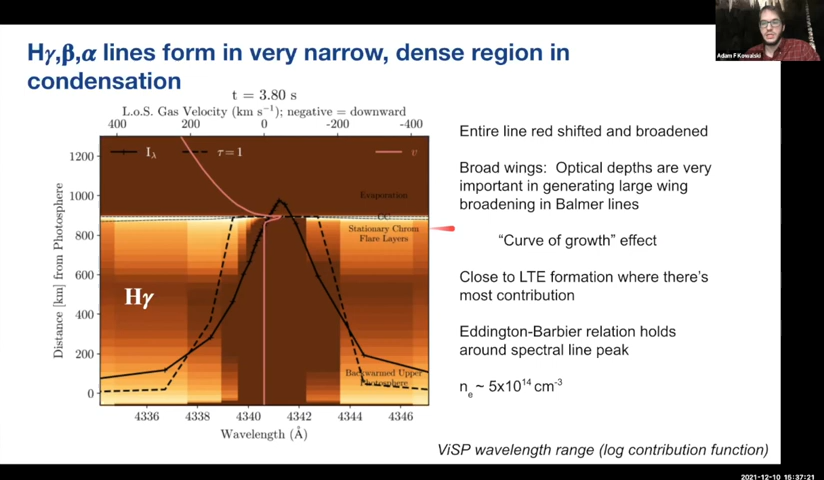 Hγ,β,α lines form in very narrow, dense region in
condensation
Adam F Kowalski
t = 3.80 s
L.o.S. Gas Velocity (km s⁻¹); negative = downward
400 200 0 -200 -400
I_λ τ = 1 v
1200
1000
800
600
400
200
0
Distance [km] from Photosphere
Evaporation
CC
Stationary Chrom
Flare Layers
Hγ
Backwarmed Upper
Photosphere
4336 4338 4340 4342 4344 4346
Wavelength (Å)
Entire line red shifted and broadened
Broad wings: Optical depths are very
important in generating large wing
broadening in Balmer lines
“Curve of growth” effect
Close to LTE formation where there’s
most contribution
Eddington-Barbier relation holds
around spectral line peak
nₑ ~ 5x10¹⁴ cm⁻³
ViSP wavelength range (log contribution function)
2021-12-10 15:37:21